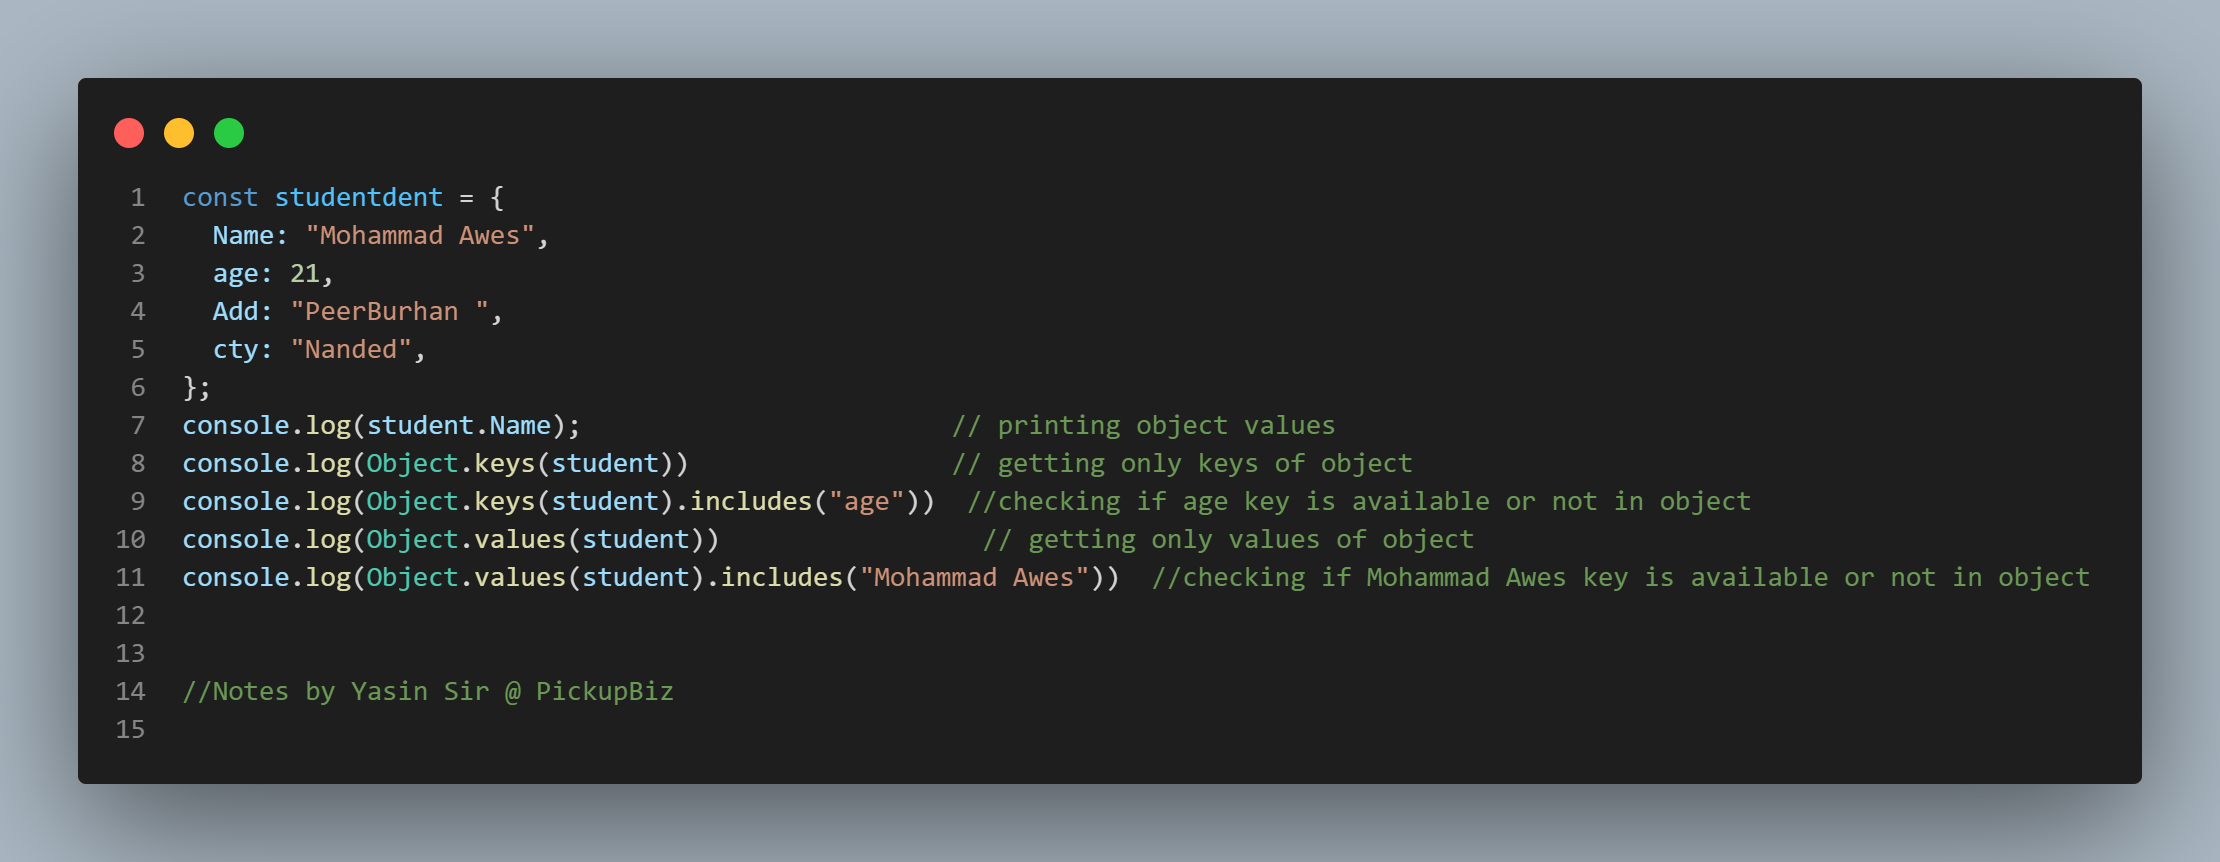 1 const studentdent = {
2   Name: "Mohammad Awes",
3   age: 21,
4   Add: "PeerBurhan ",
5   cty: "Nanded",
6 };
7 console.log(student.Name);                        // printing object values
8 console.log(Object.keys(student))                 // getting only keys of object
9 console.log(Object.keys(student).includes("age"))  //checking if age key is available or not in object
10 console.log(Object.values(student))                 // getting only values of object
11 console.log(Object.values(student).includes("Mohammad Awes"))  //checking if Mohammad Awes key is available or not in object
12
13
14 //Notes by Yasin Sir @ PickupBiz
15